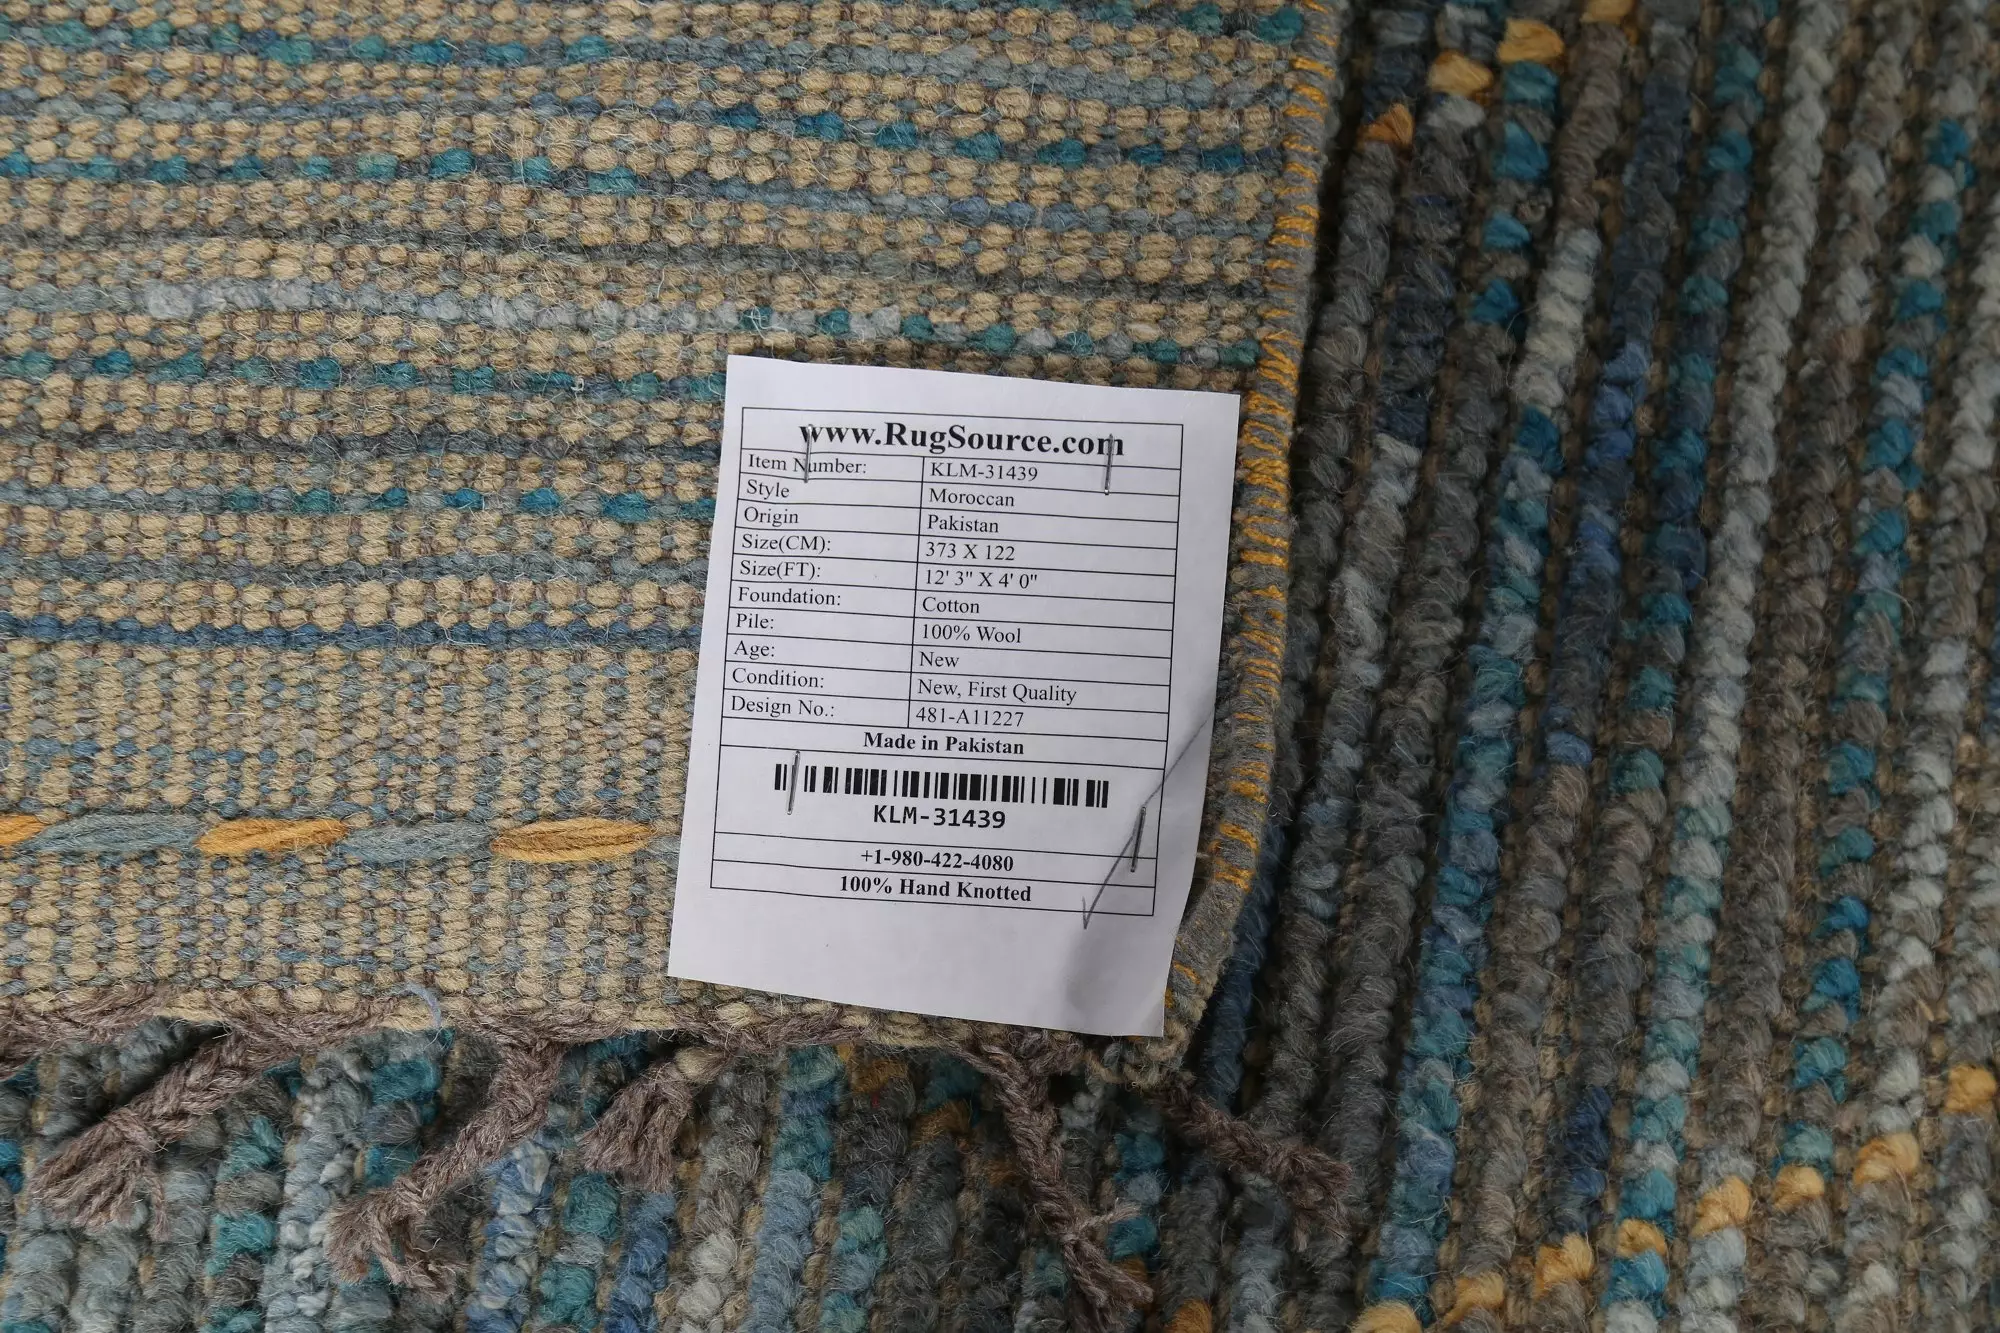 www.RugSource.com
Item Number: KLM-31439
Style Moroccan
Origin Pakistan
Size(CM): 373 X 122
Size(FT): 12' 3" X 4' 0"
Foundation: Cotton
Pile: 100% Wool
Age: New
Condition: New, First Quality
Design No.: 481-A11227
Made in Pakistan
KLM-31439
+1-980-422-4080
100% Hand Knotted